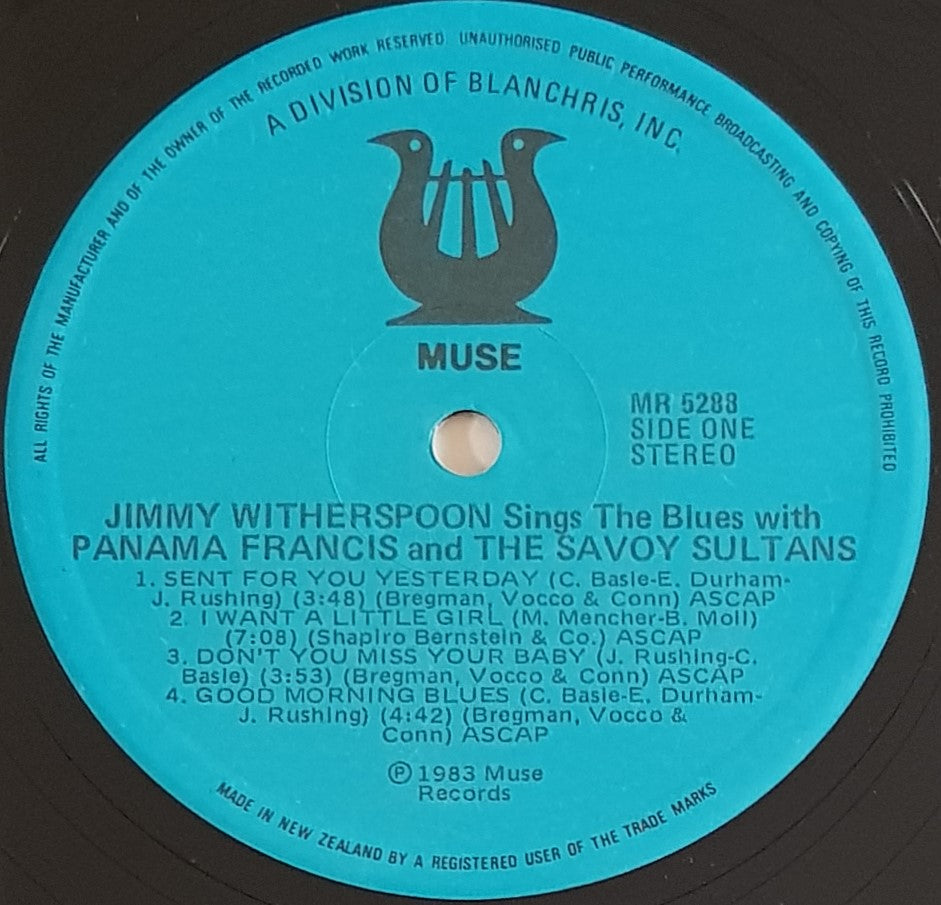 ALL RIGHTS OF THE MANUFACTURER AND OF THE OWNER OF THE RECORDED WORK RESERVED UNAUTHORISED PUBLIC PERFORMANCE BROADCASTING AND COPYING OF THIS RECORD PROHIBITED
A DIVISION OF BLANCHRIS, INC.
MUSE
MR 5288
SIDE ONE
STEREO
JIMMY WITHERSPOON Sings The Blues with
PANAMA FRANCIS and THE SAVOY SULTANS
1. SENT FOR YOU YESTERDAY (C. Basie-E. Durham-
J. Rushing) (3:48) (Bregman, Vocco & Conn) ASCAP
2. I WANT A LITTLE GIRL (M. Mencher-B. Moll)
(7:08) (Shapiro Bernstein & Co.) ASCAP
3. DON'T YOU MISS YOUR BABY (J. Rushing-C.
Basie) (3:53) (Bregman, Vocco & Conn) ASCAP
4. GOOD MORNING BLUES (C. Basie-E. Durham-
J. Rushing) (4:42) (Bregman, Vocco &
Conn) ASCAP
℗ 1983 Muse
Records
MADE IN NEW ZEALAND BY A REGISTERED USER OF THE TRADE MARKS